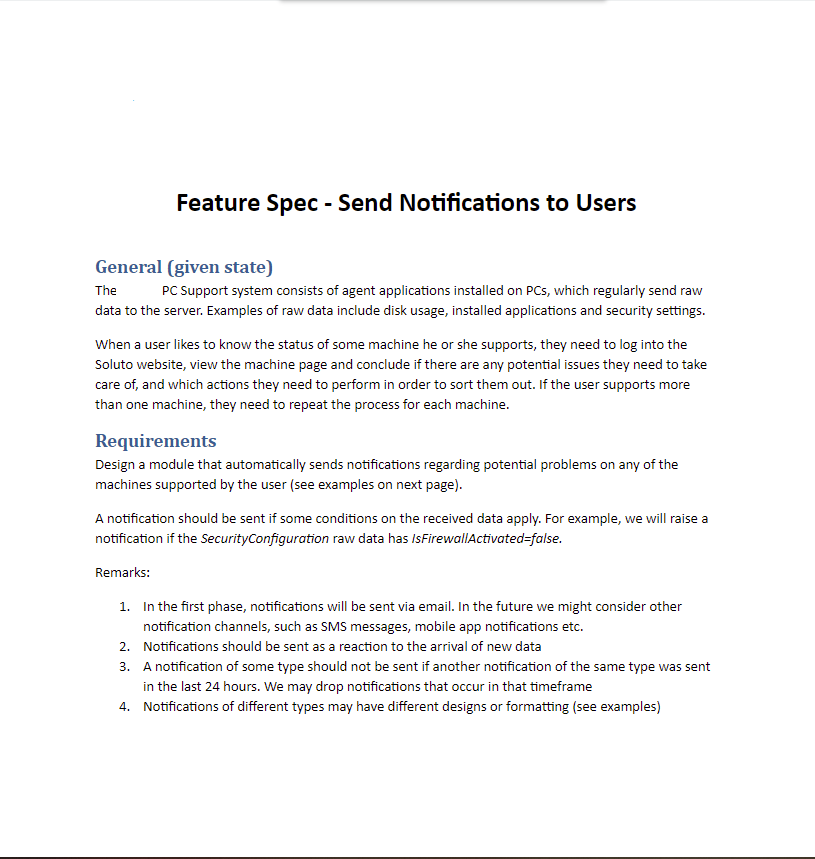 Feature Spec - Send Notifications to Users
General (given state)
The PC Support system consists of agent applications installed on PCs, which regularly send raw
data to the server. Examples of raw data include disk usage, installed applications and security settings.
When a user likes to know the status of some machine he or she supports, they need to log into the
Soluto website, view the machine page and conclude if there are any potential issues they need to take
care of, and which actions they need to perform in order to sort them out. If the user supports more
than one machine, they need to repeat the process for each machine.
Requirements
Design a module that automatically sends notifications regarding potential problems on any of the
machines supported by the user (see examples on next page).
A notification should be sent if some conditions on the received data apply. For example, we will raise a
notification if the SecurityConfiguration raw data has IsFirewallActivated=false.
Remarks:
1. In the first phase, notifications will be sent via email. In the future we might consider other
notification channels, such as SMS messages, mobile app notifications etc.
2. Notifications should be sent as a reaction to the arrival of new data
3. A notification of some type should not be sent if another notification of the same type was sent
in the last 24 hours. We may drop notifications that occur in that timeframe
4. Notifications of different types may have different designs or formatting (see examples)